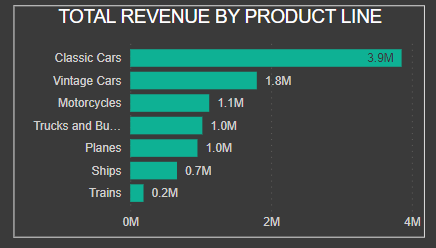 TOTAL REVENUE BY PRODUCT LINE
Classic Cars 3.9M
Vintage Cars 1.8M
Motorcycles 1.1M
Trucks and Bu... 1.0M
Planes 1.0M
Ships 0.7M
Trains 0.2M
0M 2M 4M